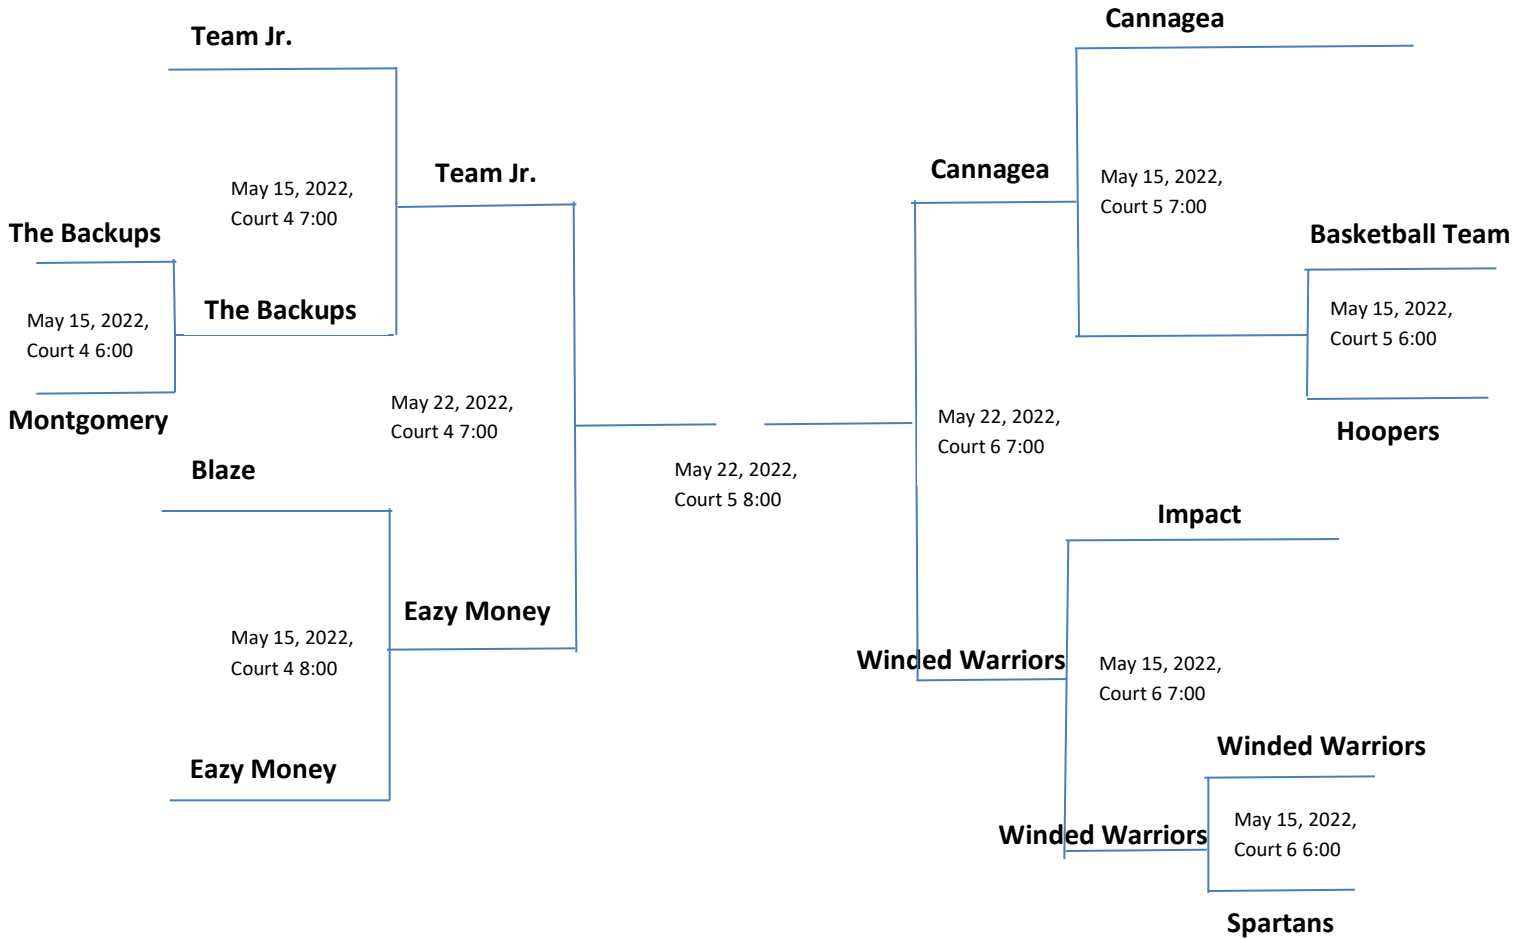 Team Jr.
May 15, 2022,
Court 4 7:00
Team Jr.
The Backups
May 15, 2022,
Court 4 6:00
The Backups
Montgomery
May 22, 2022,
Court 4 7:00
Blaze
May 15, 2022,
Court 4 8:00
Eazy Money
Eazy Money
May 22, 2022,
Court 5 8:00
Cannagea
Cannagea
May 15, 2022,
Court 5 7:00
Basketball Team
May 15, 2022,
Court 5 6:00
Hoopers
May 22, 2022,
Court 6 7:00
Impact
Winded Warriors
May 15, 2022,
Court 6 7:00
Winded Warriors
Winded Warriors
May 15, 2022,
Court 6 6:00
Spartans